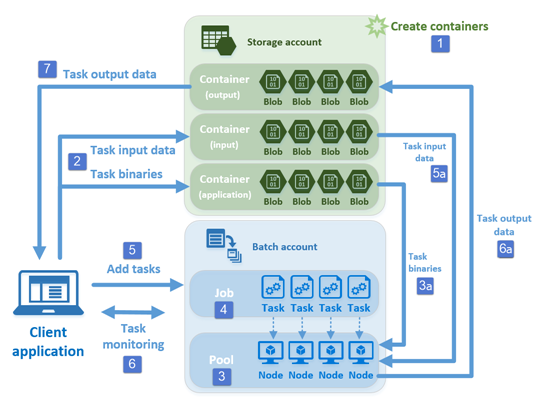 Storage account
Create containers
1
7
Task output data
Container
(output)
Blob Blob Blob Blob
2
Task input data
Container
(input)
Blob Blob Blob Blob
Task input
data
5a
Task binaries
Container
(application)
Blob Blob Blob Blob
Task output
data
6a
Task
binaries
3a
Batch account
5
Add tasks
Job
4
Task Task Task Task
Client
application
Task
monitoring
6
Pool
3
Node Node Node Node